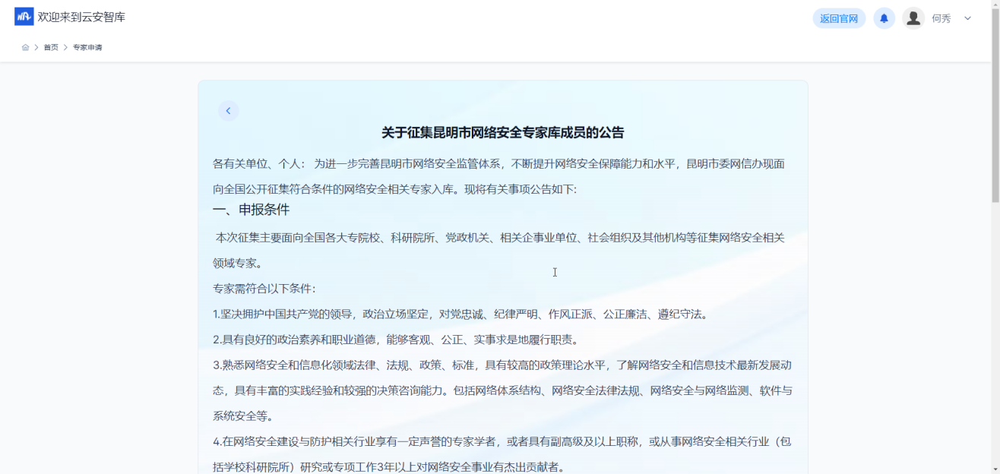 欢迎来到云安智库
返回官网
何秀
首页 > 专家申请
关于征集昆明市网络安全专家库成员的公告
各有关单位、个人： 为进一步完善昆明市网络安全监管体系，不断提升网络安全保障能力和水平，昆明市委网信办现面
向全国公开征集符合条件的网络安全相关专家入库。现将有关事项公告如下:
一、申报条件
本次征集主要面向全国各大专院校、科研院所、党政机关、相关企事业单位、社会组织及其他机构等征集网络安全相关
领域专家。
专家需符合以下条件：
1.坚决拥护中国共产党的领导，政治立场坚定，对党忠诚、纪律严明、作风正派、公正廉洁、遵纪守法。
2.具有良好的政治素养和职业道德，能够客观、公正、实事求是地履行职责。
3.熟悉网络安全和信息化领域法律、法规、政策、标准，具有较高的政策理论水平，了解网络安全和信息技术最新发展动
态，具有丰富的实践经验和较强的决策咨询能力。包括网络体系结构、网络安全法律法规、网络安全与网络监测、软件与
系统安全等。
4.在网络安全建设与防护相关行业享有一定声誉的专家学者，或者具有副高级及以上职称，或从事网络安全相关行业（包
括学校科研院所）研究或专项工作3年以上对网络安全事业有杰出贡献者。